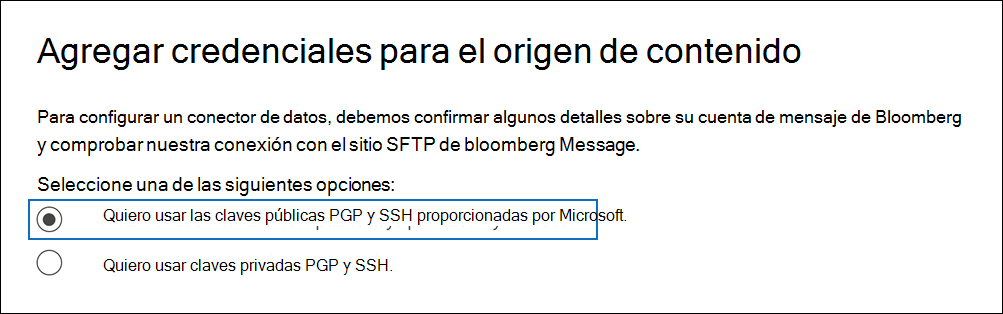 Agregar credenciales para el origen de contenido
Para configurar un conector de datos, debemos confirmar algunos detalles sobre su cuenta de mensaje de Bloomberg
y comprobar nuestra conexión con el sitio SFTP de bloomberg Message.
Seleccione una de las siguientes opciones:
Quiero usar las claves públicas PGP y SSH proporcionadas por Microsoft.
Quiero usar claves privadas PGP y SSH.